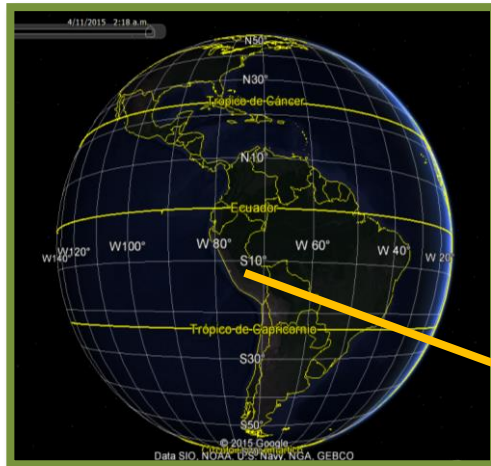 4/11/2015 2:18 a.m.
N50°
N30°
Trópico de Cáncer
N10°
Ecuador
W140° W120° W100° W 80° W 60° W 40° W 20°
S10°
Trópico de Capricornio
S30°
S50°
© 2015 Google
Data SIO, NOAA, U.S. Navy, NGA, GEBCO